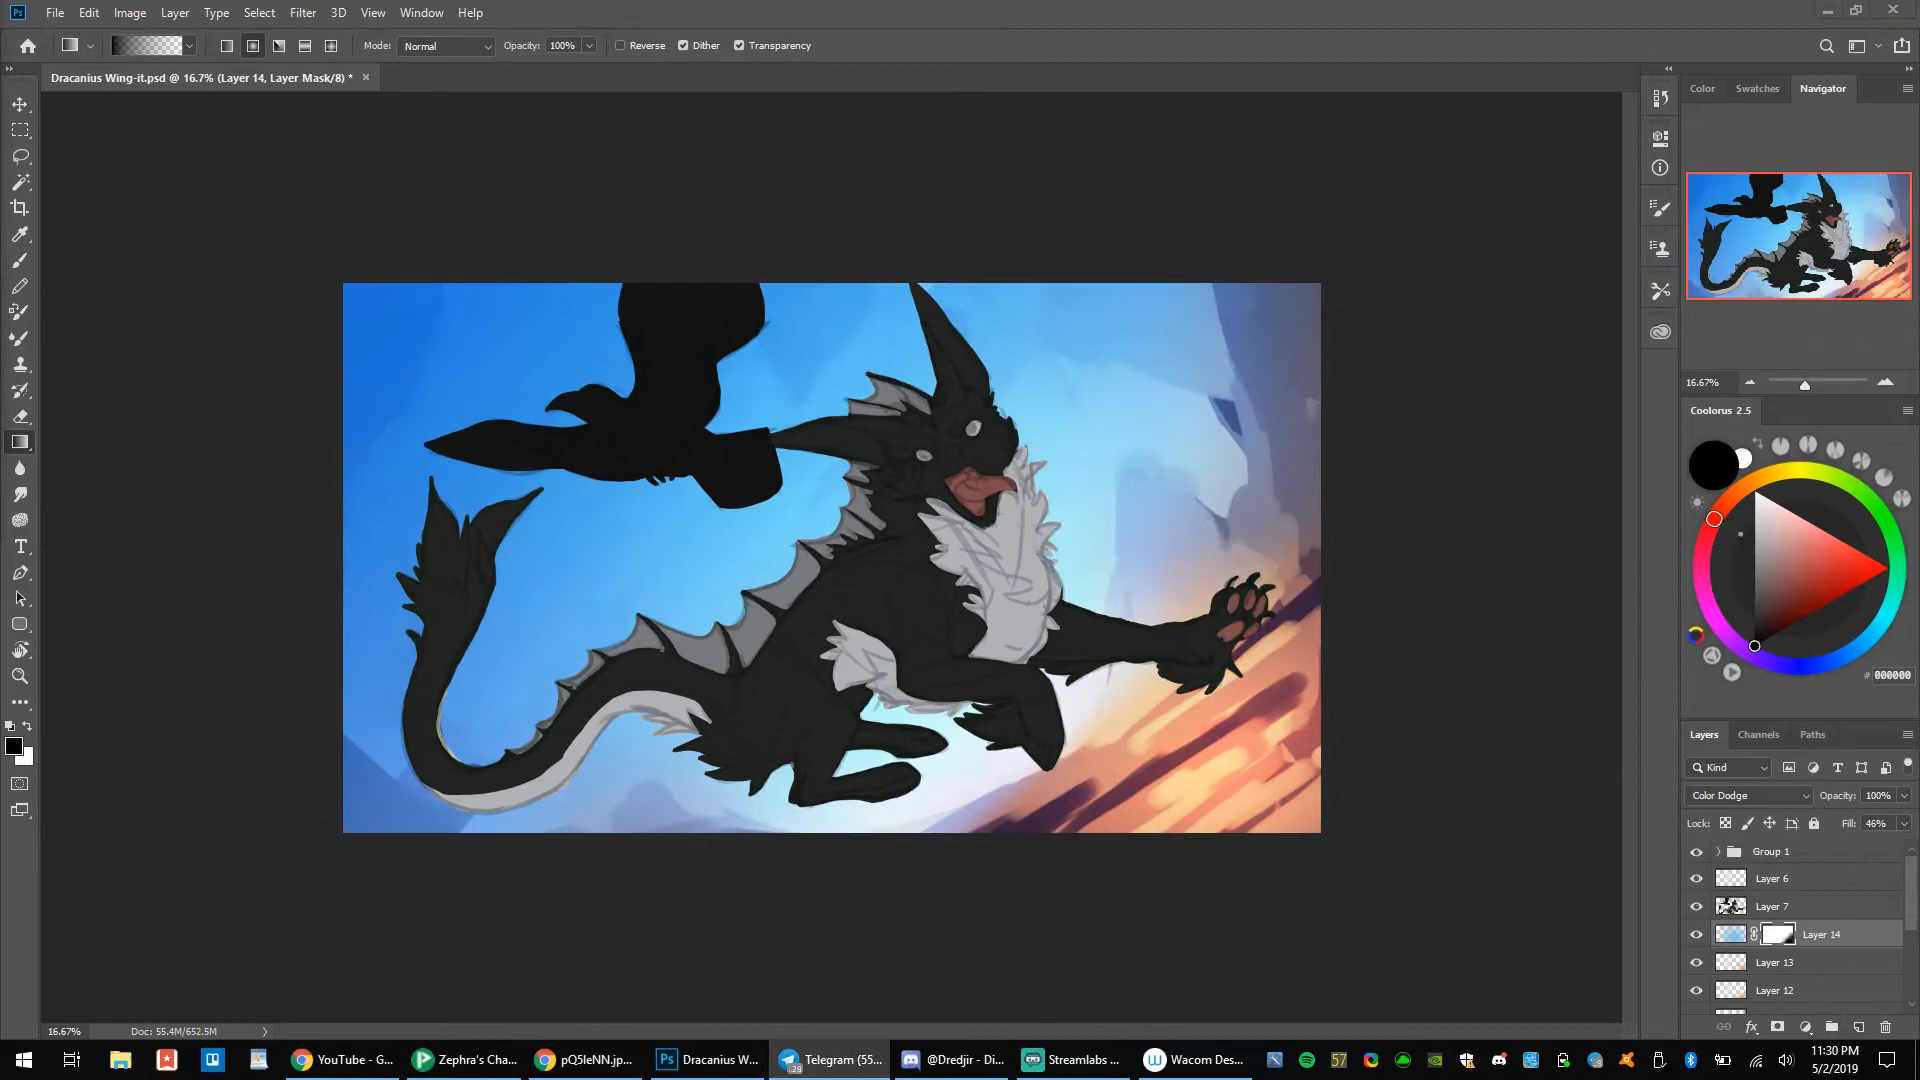 Ps File Edit Image Layer Type Select Filter 3D View Window Help
Mode: Normal Opacity: 100% Reverse Dither Transparency
Dracanius Wing-it.psd @ 16.7% (Layer 14, Layer Mask/8) *
Color Swatches Navigator
16.67%
Coolorus 2.5
# 000000
Layers Channels Paths
Kind
Color Dodge Opacity: 100%
Lock: Fill: 46%
Group 1
Layer 6
Layer 7
Layer 14
Layer 13
Layer 12
16.67% Doc: 55.4M/652.5M
YouTube - G... Zephra's Cha... pQ5IeNN.jp... Ps Dracanius W... Telegram (55... @Dredjir - Di... Streamlabs ... Wacom Des... 57
11:30 PM
5/2/2019